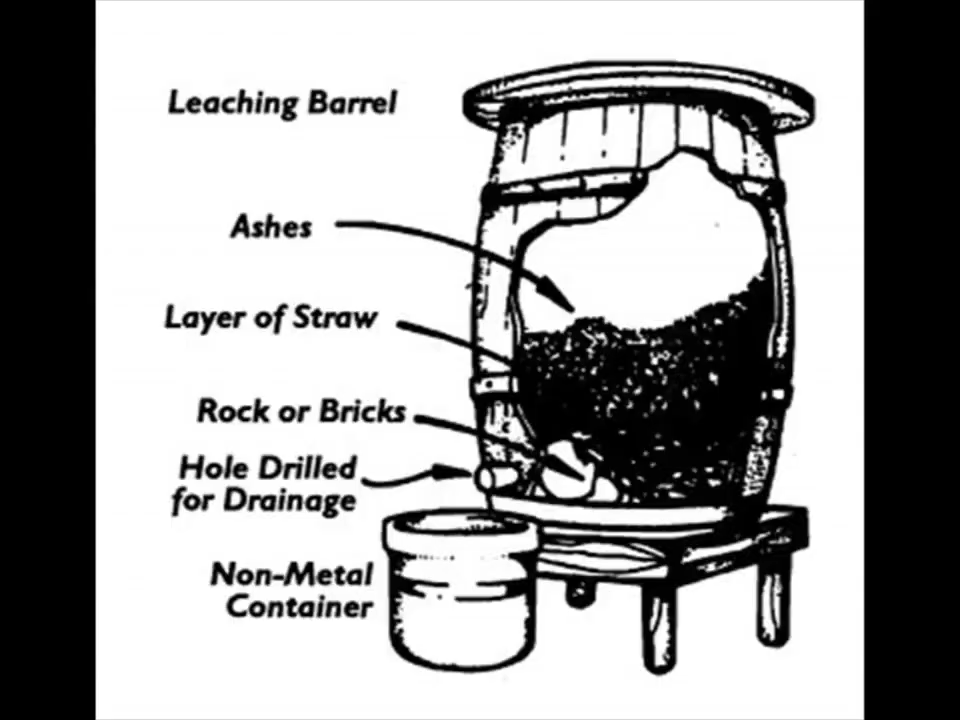 Leaching Barrel
Ashes
Layer of Straw
Rock or Bricks
Hole Drilled
for Drainage
Non-Metal
Container